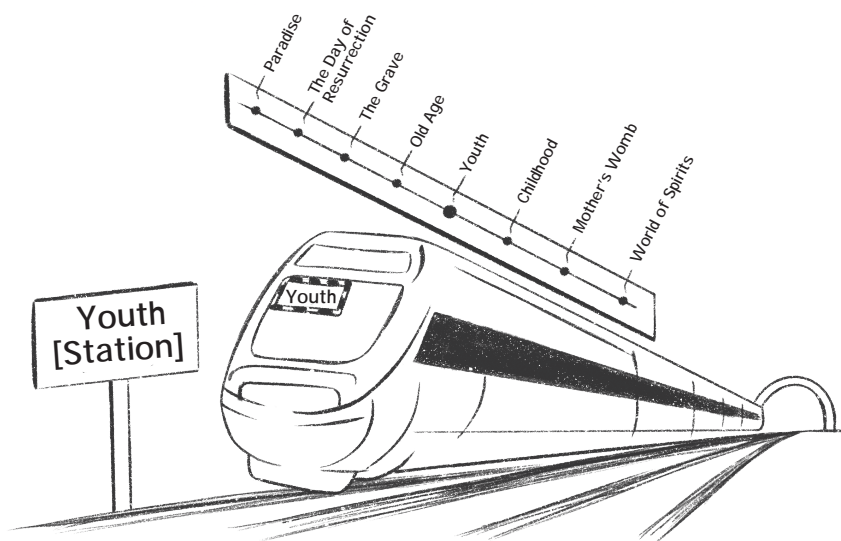 Paradise
The Day of
Resurrection
The Grave
Old Age
Youth
Childhood
Mother's Womb
World of Spirits
Youth
Youth
[Station]